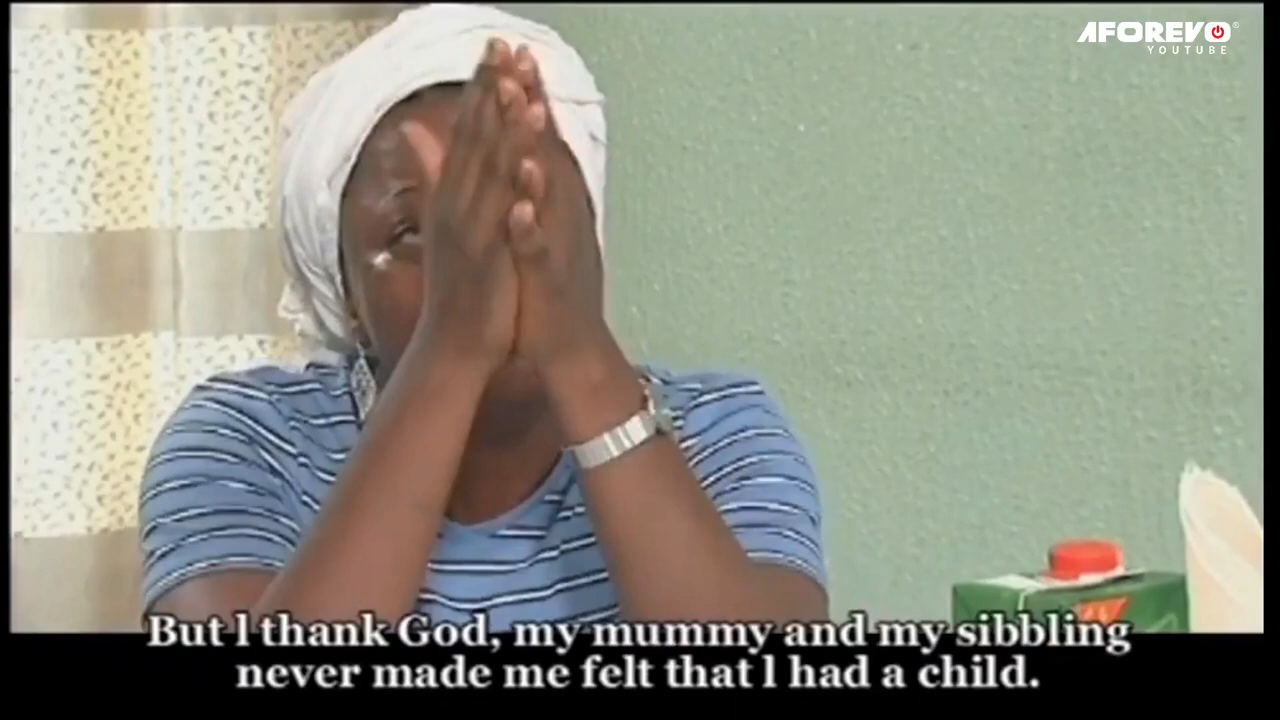 AFOREVO
YOUTUBE
But l thank God, my mummy and my sibbling
never made me felt that l had a child.